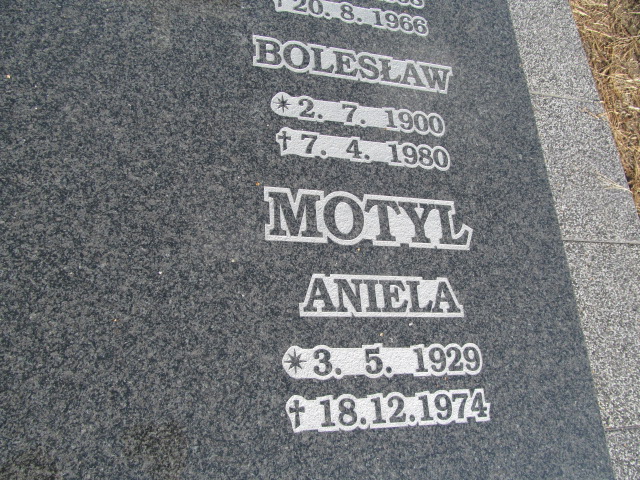 ✝ 20. 8. 1966
BOLESŁAW
✴ 2. 7. 1900
✝ 7. 4. 1980
MOTYL
ANIELA
✴ 3. 5. 1929
✝ 18.12.1974